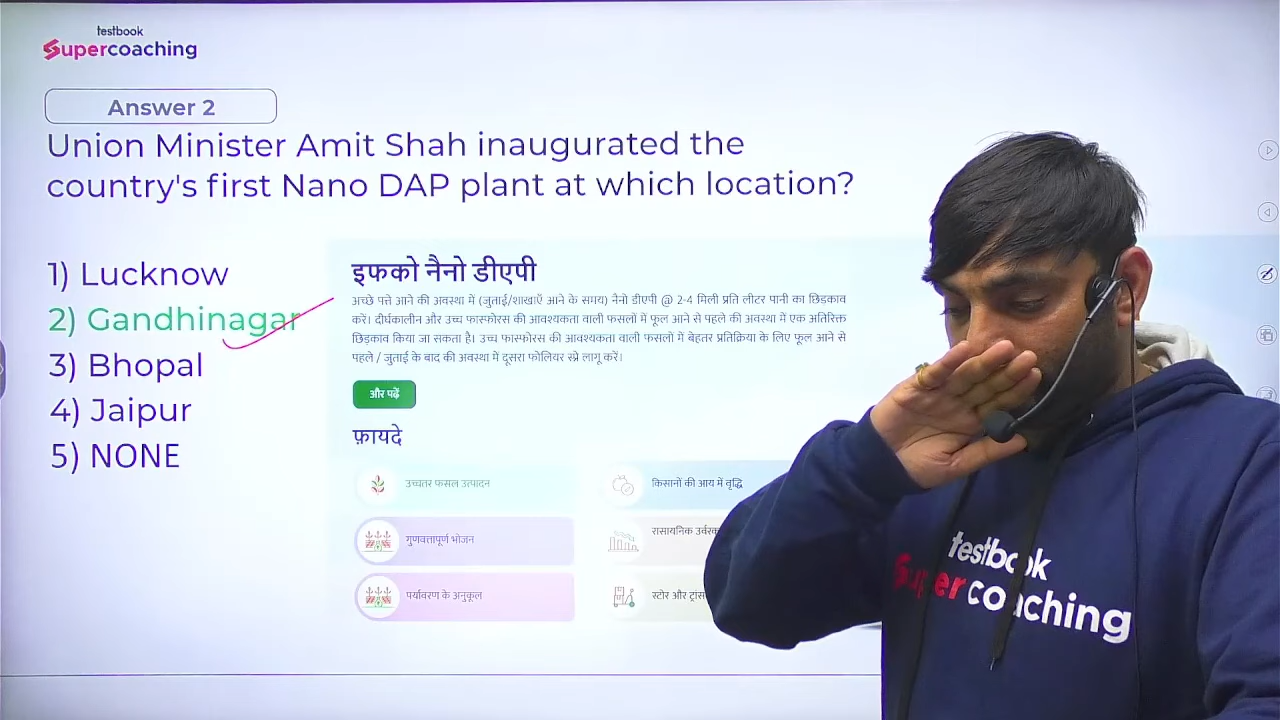 testbook
Supercoaching
Answer 2
Union Minister Amit Shah inaugurated the
country's first Nano DAP plant at which location?
1) Lucknow
2) Gandhinagar
3) Bhopal
4) Jaipur
5) NONE
इफको नैनो डीएपी
अच्छे पत्ते आने की अवस्था में (जुताई/शाखाएँ आने के समय) नैनो डीएपी @ 2-4 मिली प्रति लीटर पानी का छिडकाव
करें। दीर्घकालीन और उच्च फास्फोरस की आवश्यकता वाली फसलों में फूल आने से पहले की अवस्था में एक अतिरिक्त
छिड़काव किया जा सकता है। उच्च फास्फोरस की आवश्यकता वाली फसलों में बेहतर प्रतिक्रिया के लिए फूल आने से
पहले / जुताई के बाद की अवस्था में दूसरा फोलियर स्प्रे लागू करें।
और पढ़ें
फ़ायदे
उच्चतर फसल उत्पादन
किसानों की आय में वृद्धि
गुणवत्तापूर्ण भोजन
रासायनिक
पर्यावरण के अनुकूल
स्टोर और
testbook
Supercoaching